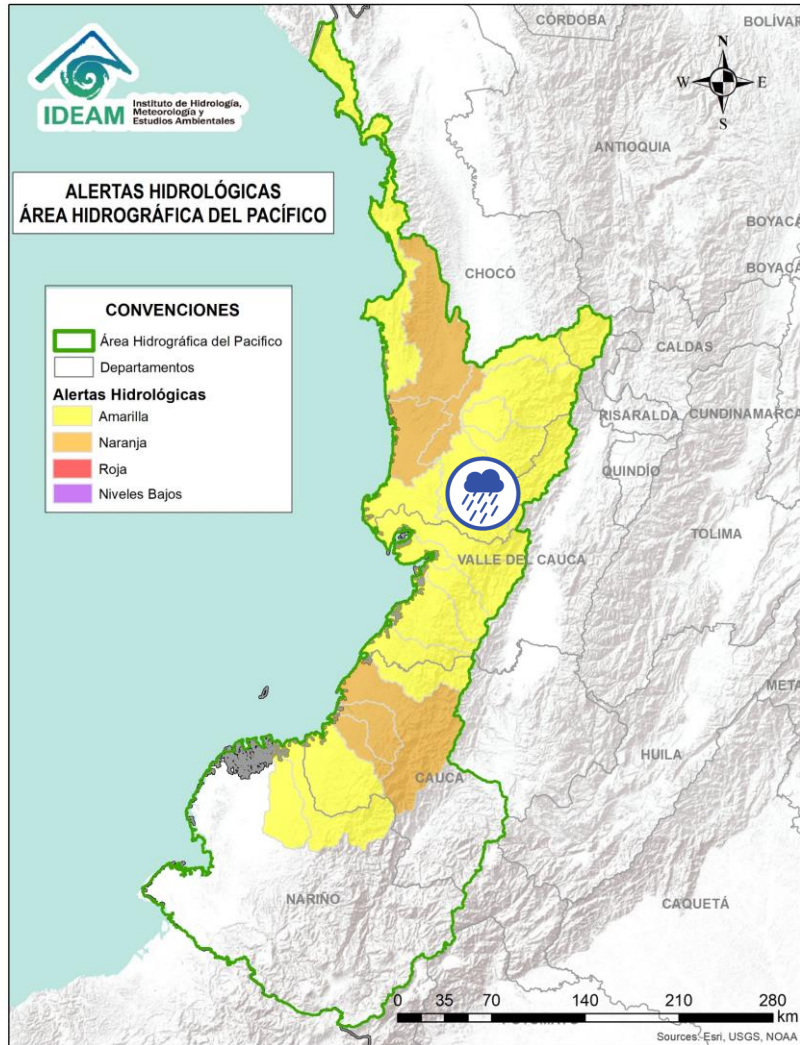 IDEAM
Instituto de Hidrología,
Meteorología y
Estudios Ambientales
ALERTAS HIDROLÓGICAS
ÁREA HIDROGRÁFICA DEL PACÍFICO
CONVENCIONES
Área Hidrográfica del Pacifico
Departamentos
Alertas Hidrológicas
Amarilla
Naranja
Roja
Niveles Bajos
N
W
E
S
CÓRDOBA
BOLÍVAR
ANTIOQUIA
BOYACÁ
BOYACÁ
CHOCÓ
CALDAS
RISARALDA
CUNDINAMARCA
QUINDÍO
TOLIMA
VALLE DEL CAUCA
META
HUILA
CAUCA
NARIÑO
CAQUETÁ
0 35 70 140 210 280
km
Sources: Esri, USGS, NOAA